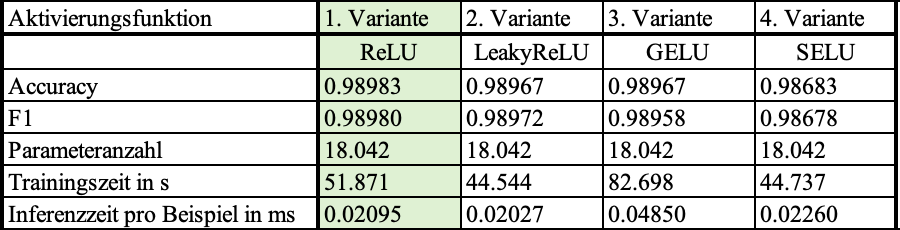 Aktivierungsfunktion 1. Variante 2. Variante 3. Variante 4. Variante
ReLU LeakyReLU GELU SELU
Accuracy 0.98983 0.98967 0.98967 0.98683
F1 0.98980 0.98972 0.98958 0.98678
Parameteranzahl 18.042 18.042 18.042 18.042
Trainingszeit in s 51.871 44.544 82.698 44.737
Inferenzzeit pro Beispiel in ms 0.02095 0.02027 0.04850 0.02260